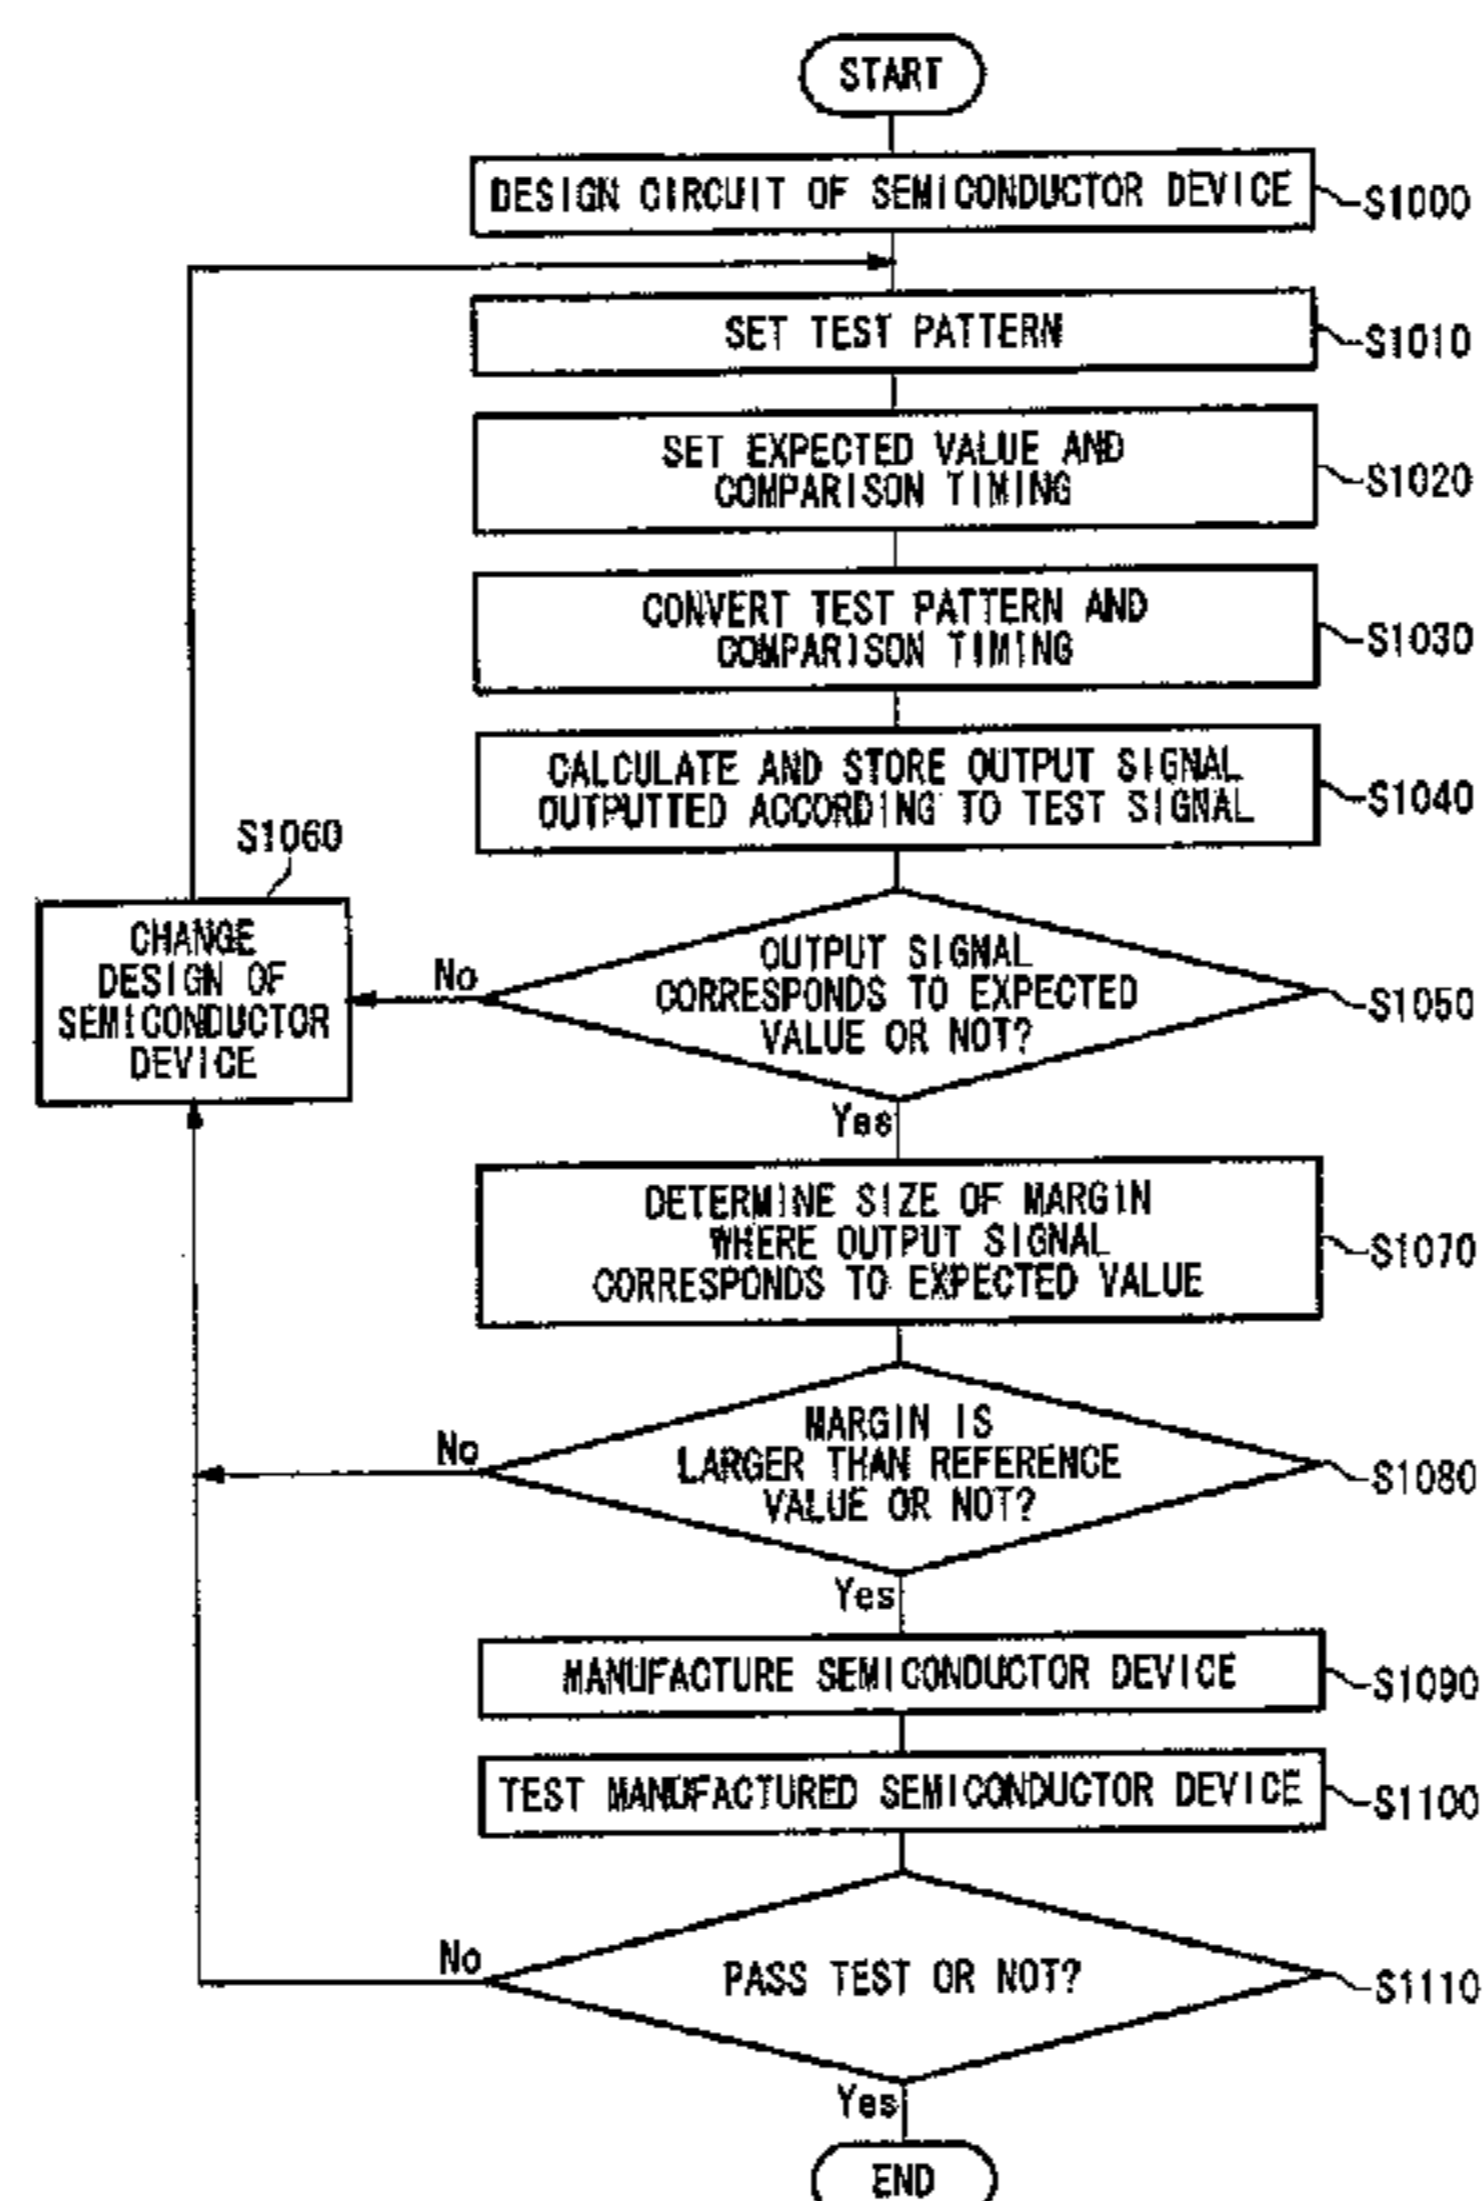 START
DESIGN CIRCUIT OF SEMICONDUCTOR DEVICE
S1000
SET TEST PATTERN
S1010
SET EXPECTED VALUE AND
COMPARISON TIMING
S1020
CONVERT TEST PATTERN AND
COMPARISON TIMING
S1030
CALCULATE AND STORE OUTPUT SIGNAL
OUTPUTTED ACCORDING TO TEST SIGNAL
S1040
S1060
CHANGE
DESIGN OF
SEMICONDUCTOR
DEVICE
No
OUTPUT SIGNAL
CORRESPONDS TO EXPECTED
VALUE OR NOT?
S1050
Yes
DETERMINE SIZE OF MARGIN
WHERE OUTPUT SIGNAL
CORRESPONDS TO EXPECTED VALUE
S1070
No
MARGIN IS
LARGER THAN REFERENCE
VALUE OR NOT?
S1080
Yes
MANUFACTURE SEMICONDUCTOR DEVICE
S1090
TEST MANUFACTURED SEMICONDUCTOR DEVICE
S1100
No
PASS TEST OR NOT?
S1110
Yes
END